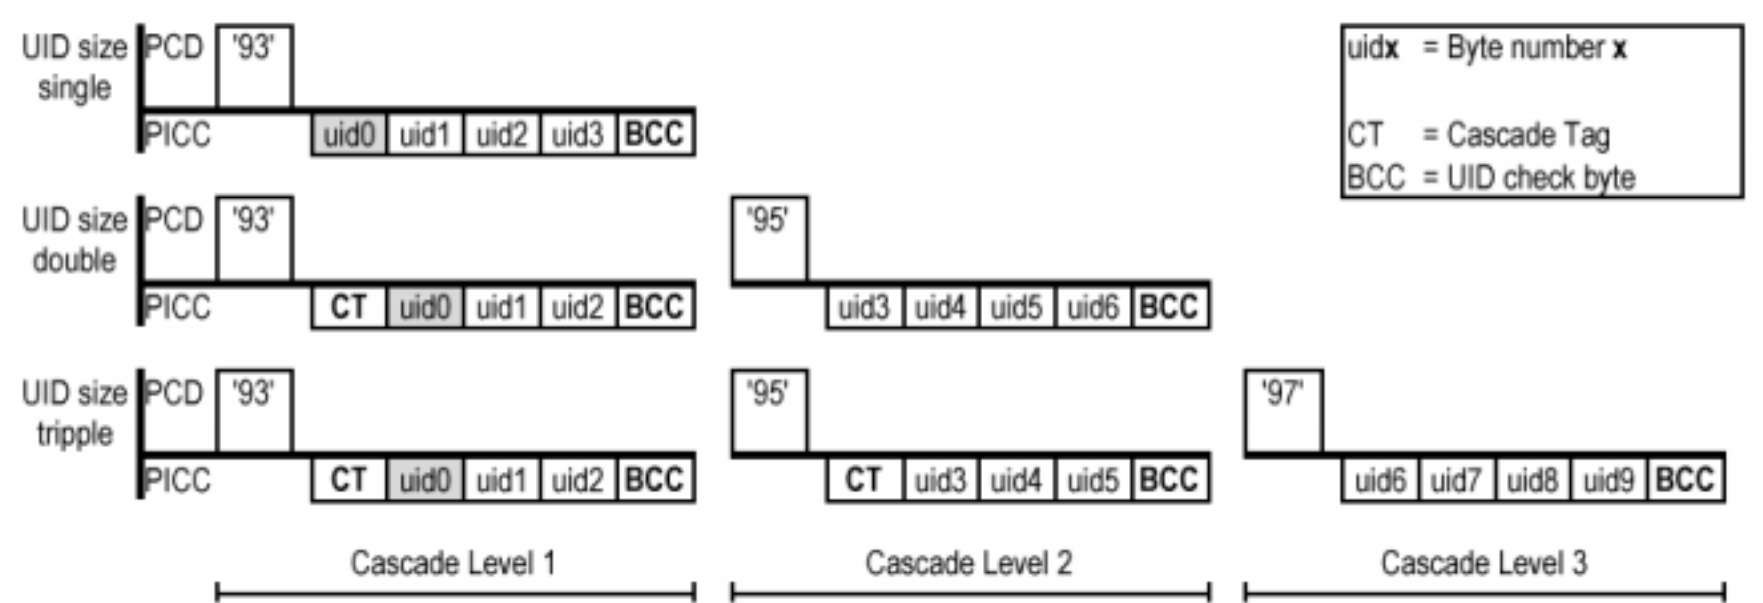 UID size single PCD '93'
PICC uid0 uid1 uid2 uid3 BCC
uidx = Byte number x
CT = Cascade Tag
BCC = UID check byte
UID size double PCD '93' '95'
PICC CT uid0 uid1 uid2 BCC uid3 uid4 uid5 uid6 BCC
UID size tripple PCD '93' '95' '97'
PICC CT uid0 uid1 uid2 BCC CT uid3 uid4 uid5 BCC uid6 uid7 uid8 uid9 BCC
Cascade Level 1 Cascade Level 2 Cascade Level 3